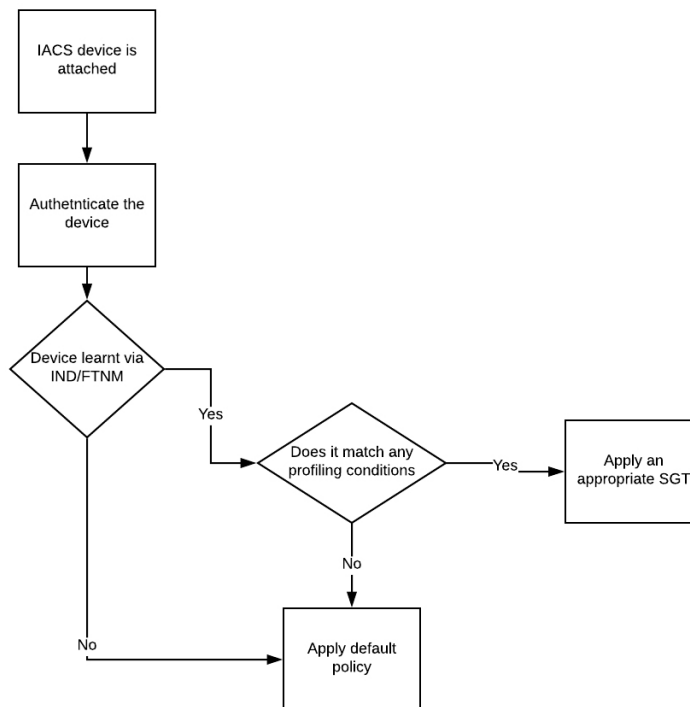 IACS device is
attached
Authetnticate the
device
Device learnt via
IND/FTNM
Yes
Does it match any
profiling conditions
Yes
Apply an
appropriate SGT
No
No
Apply default
policy